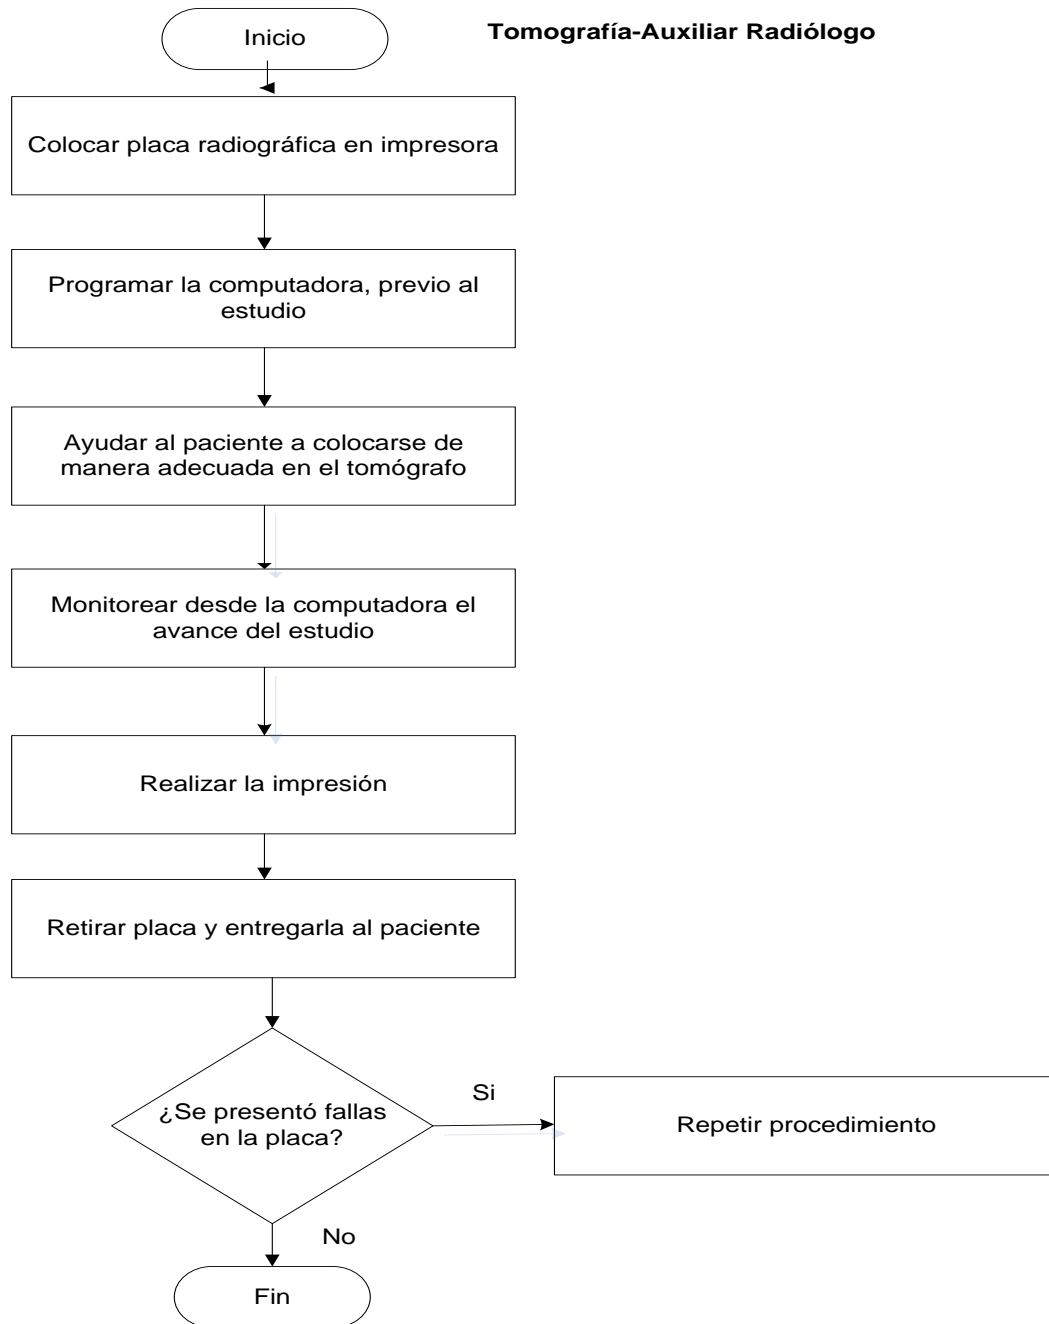 Inicio
Tomografía-Auxiliar Radiólogo
Colocar placa radiográfica en impresora
Programar la computadora, previo al
estudio
Ayudar al paciente a colocarse de
manera adecuada en el tomógrafo
Monitorear desde la computadora el
avance del estudio
Realizar la impresión
Retirar placa y entregarla al paciente
¿Se presentó fallas
en la placa?
Si
Repetir procedimiento
No
Fin